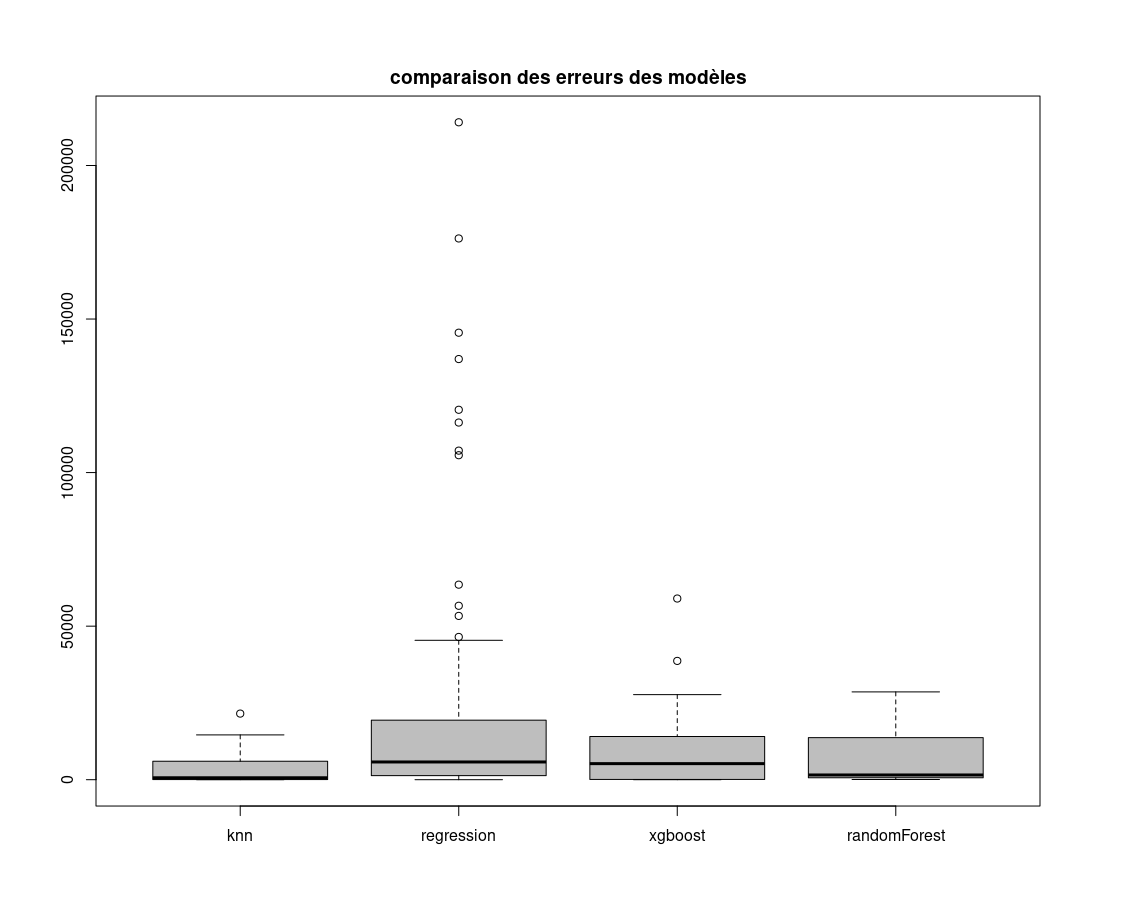 comparaison des erreurs des modèles
200000
150000
100000
50000
0
knn regression xgboost randomForest